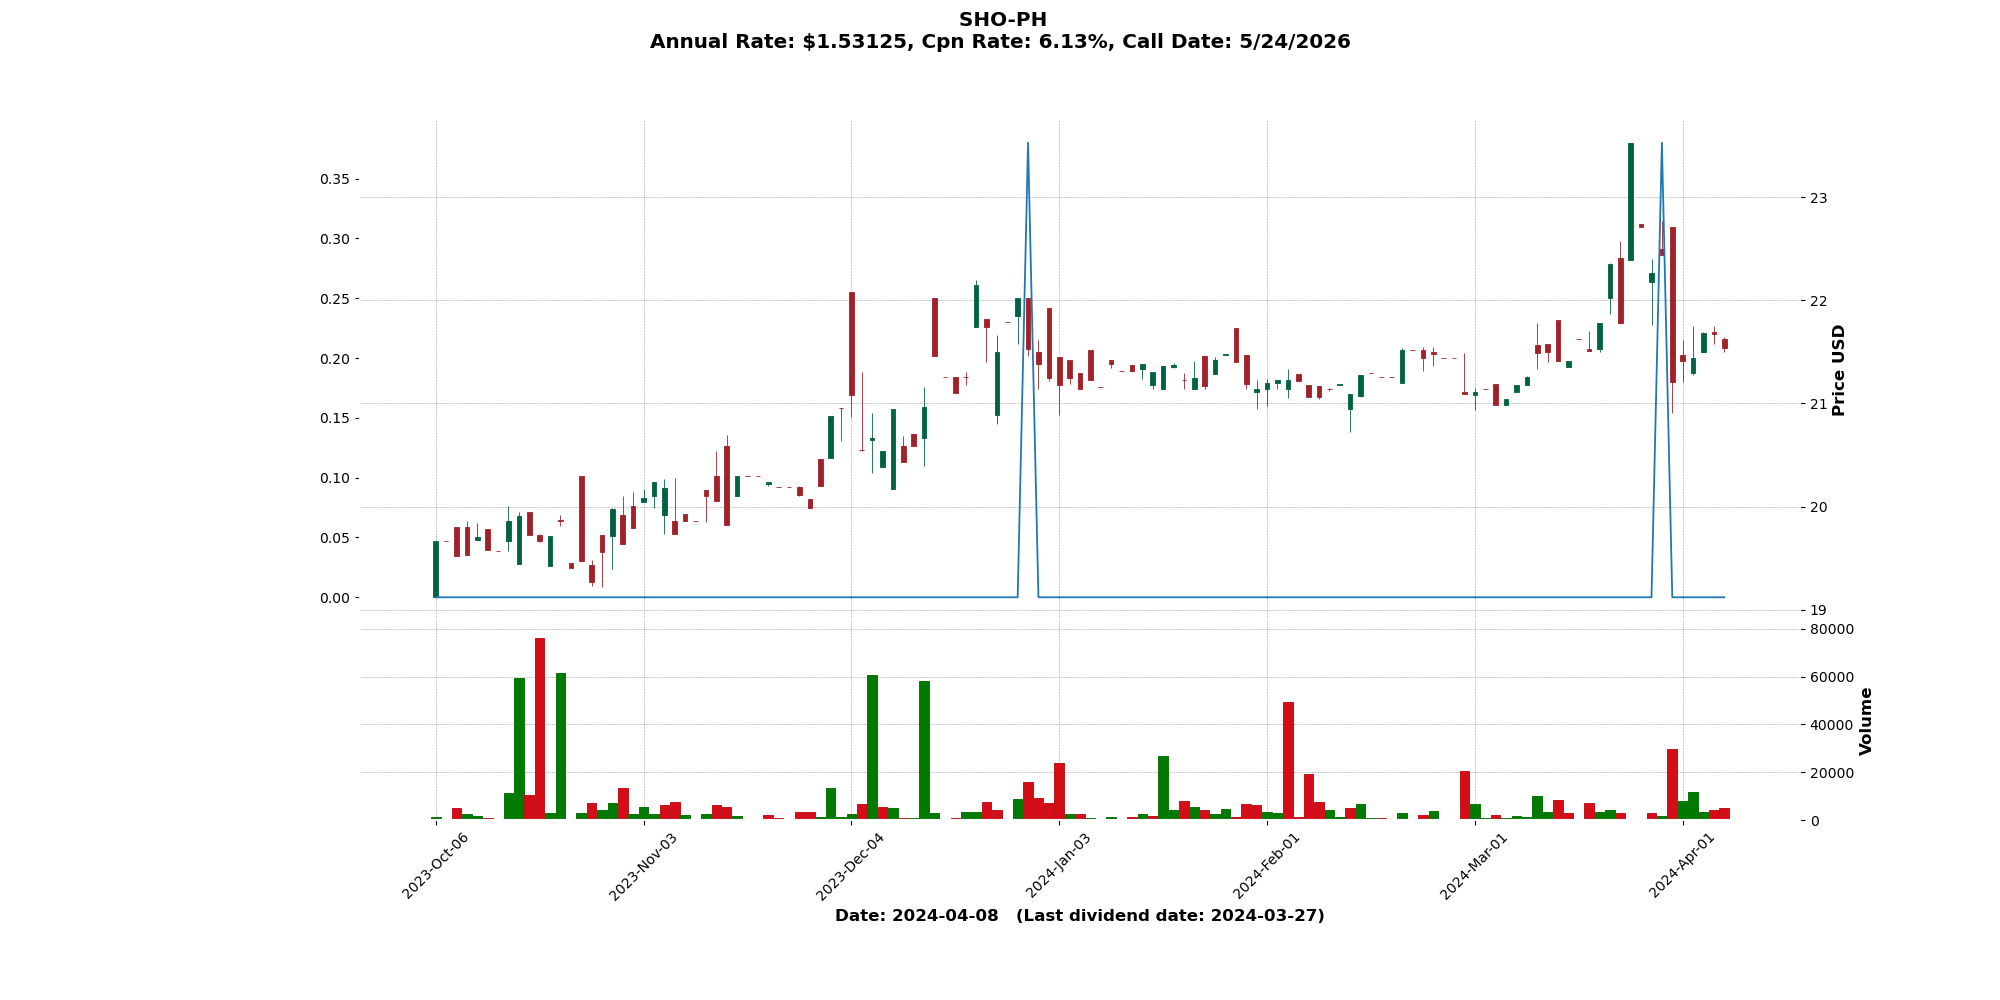 SHO-PH
Annual Rate: $1.53125, Cpn Rate: 6.13%, Call Date: 5/24/2026
0.35
0.30
0.25
0.20
0.15
0.10
0.05
0.00
23
22
21
20
19
Price USD
80000
60000
40000
20000
0
Volume
2023-Oct-06
2023-Nov-03
2023-Dec-04
2024-Jan-03
2024-Feb-01
2024-Mar-01
2024-Apr-01
Date: 2024-04-08 (Last dividend date: 2024-03-27)